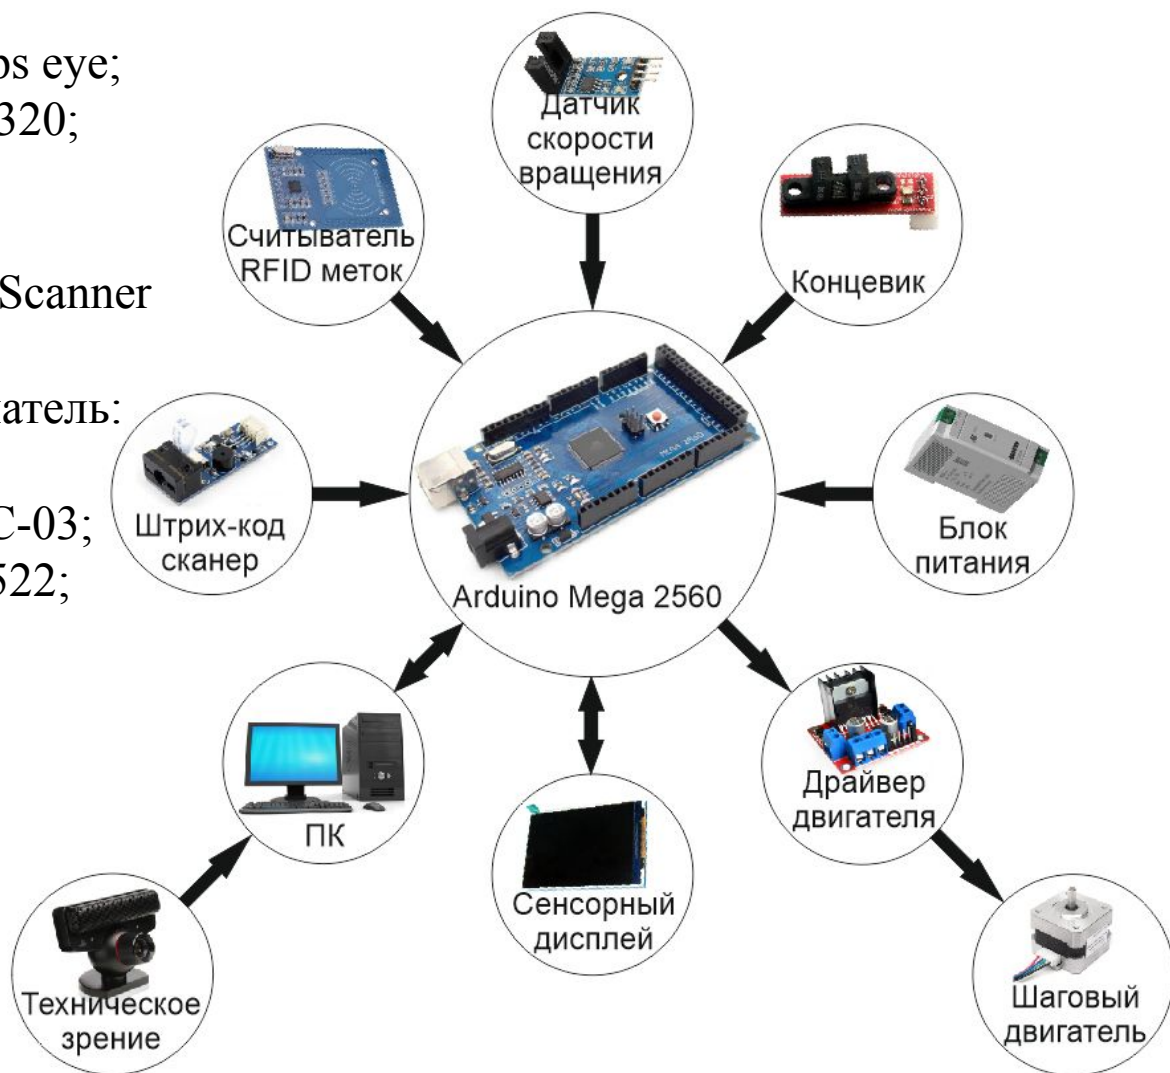 ps eye;
320;
Scanner
атель:
C-03;
522;
Датчик
скорости
вращения
Считыватель
RFID меток
Концевик
Штрих-код
сканер
Arduino Mega 2560
Блок
питания
ПК
Сенсорный
дисплей
Драйвер
двигателя
Техническое
зрение
Шаговый
двигатель